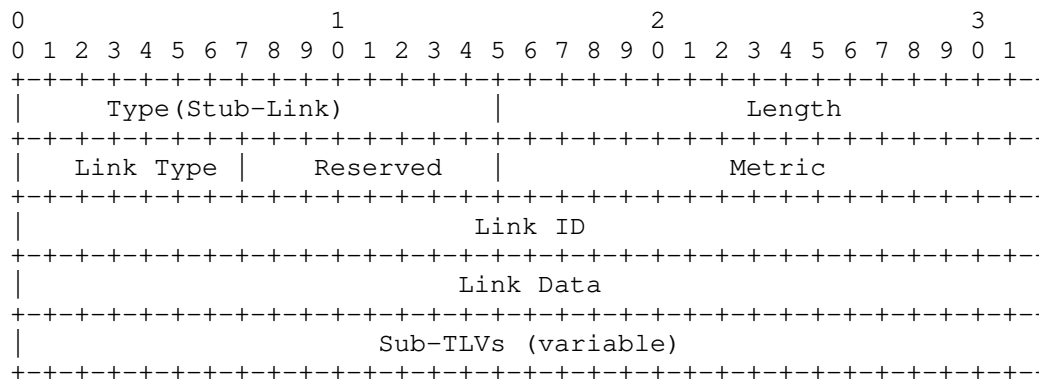 0                   1                   2                   3
0 1 2 3 4 5 6 7 8 9 0 1 2 3 4 5 6 7 8 9 0 1 2 3 4 5 6 7 8 9 0 1
+-+-+-+-+-+-+-+-+-+-+-+-+-+-+-+-+-+-+-+-+-+-+-+-+-+-+-+-+-+-+-+-
|     Type(Stub-Link)         |               Length
+-+-+-+-+-+-+-+-+-+-+-+-+-+-+-+-+-+-+-+-+-+-+-+-+-+-+-+-+-+-+-+-
|   Link Type |    Reserved   |              Metric
+-+-+-+-+-+-+-+-+-+-+-+-+-+-+-+-+-+-+-+-+-+-+-+-+-+-+-+-+-+-+-+-
|                            Link ID
+-+-+-+-+-+-+-+-+-+-+-+-+-+-+-+-+-+-+-+-+-+-+-+-+-+-+-+-+-+-+-+-
|                           Link Data
+-+-+-+-+-+-+-+-+-+-+-+-+-+-+-+-+-+-+-+-+-+-+-+-+-+-+-+-+-+-+-+-
|                      Sub-TLVs (variable)
+-+-+-+-+-+-+-+-+-+-+-+-+-+-+-+-+-+-+-+-+-+-+-+-+-+-+-+-+-+-+-+-